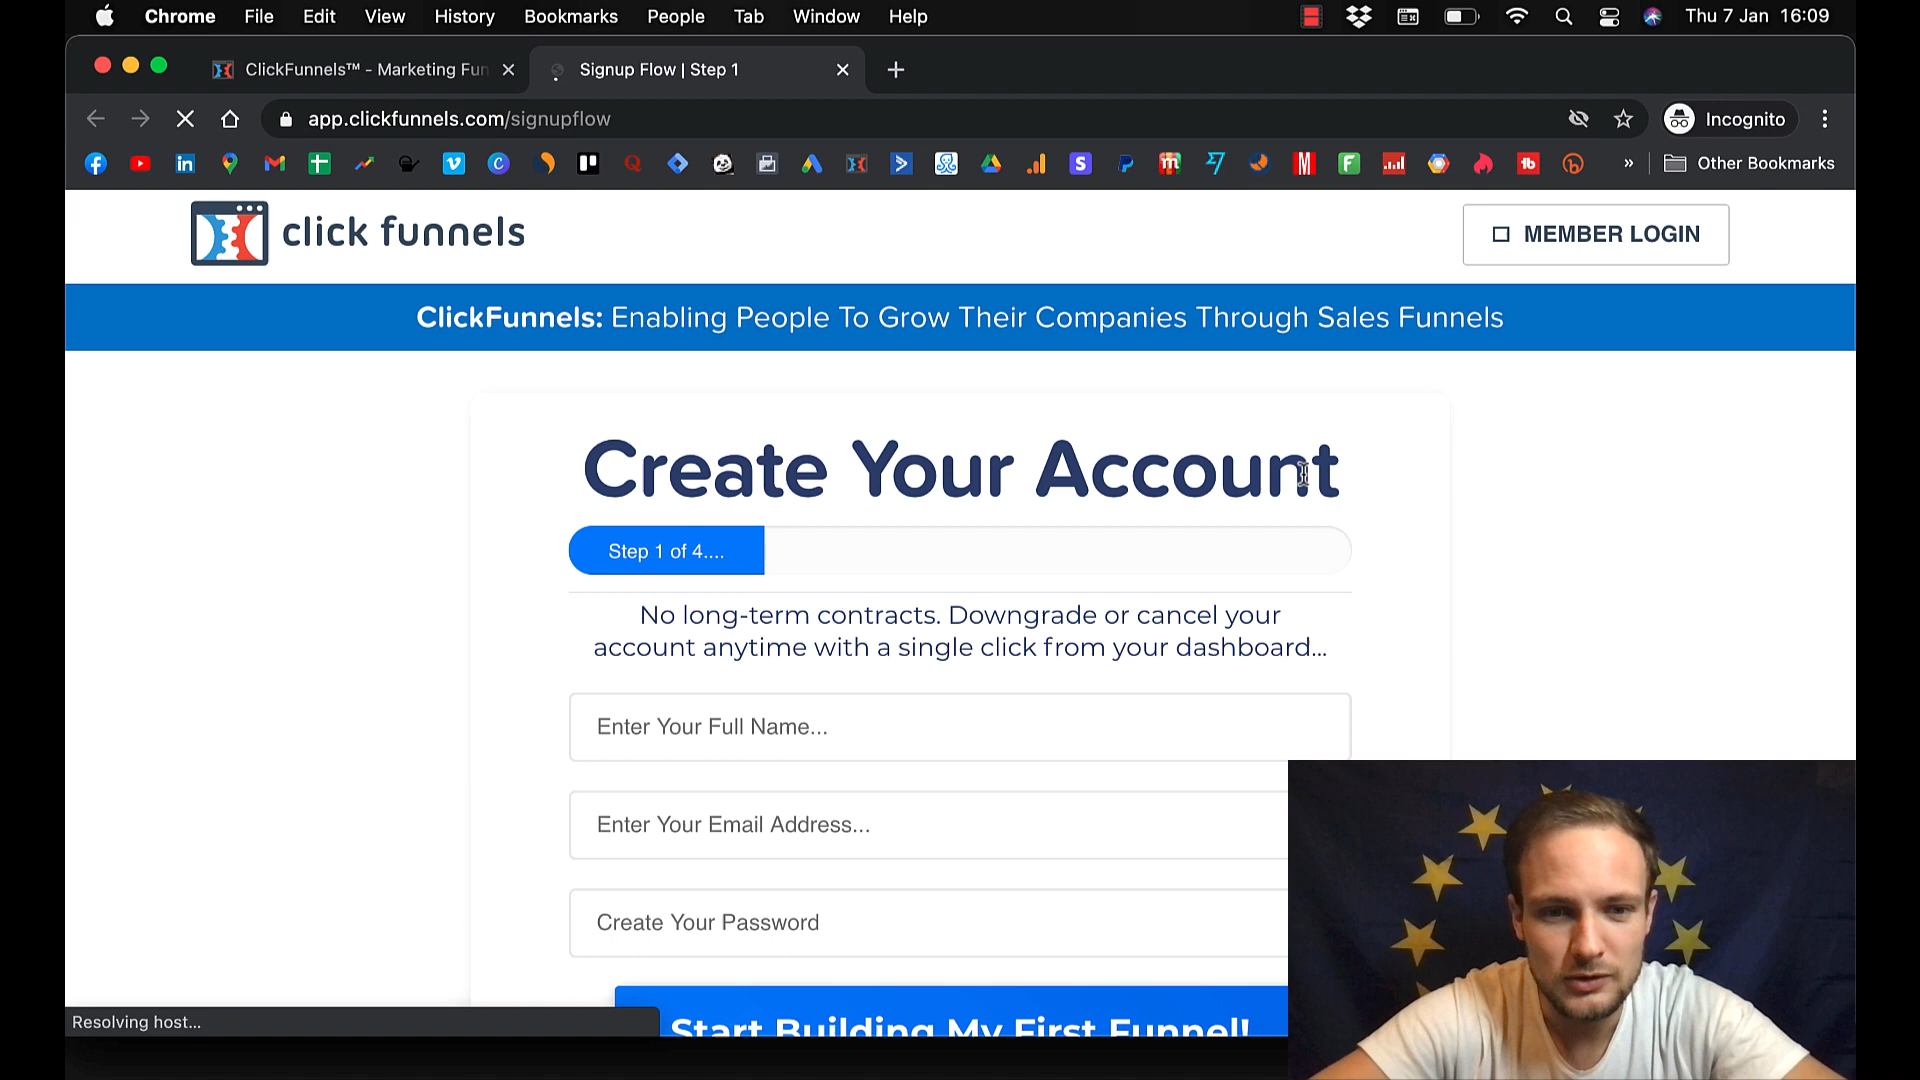 Chrome File Edit View History Bookmarks People Tab Window Help Thu 7 Jan 16:09
ClickFunnels™ - Marketing Fun
Signup Flow | Step 1
app.clickfunnels.com/signupflow
Incognito
Other Bookmarks
click funnels
MEMBER LOGIN
ClickFunnels: Enabling People To Grow Their Companies Through Sales Funnels
Create Your Account
Step 1 of 4....
No long-term contracts. Downgrade or cancel your
account anytime with a single click from your dashboard...
Enter Your Full Name...
Enter Your Email Address...
Create Your Password
Start Building My First Funnel!
Resolving host...